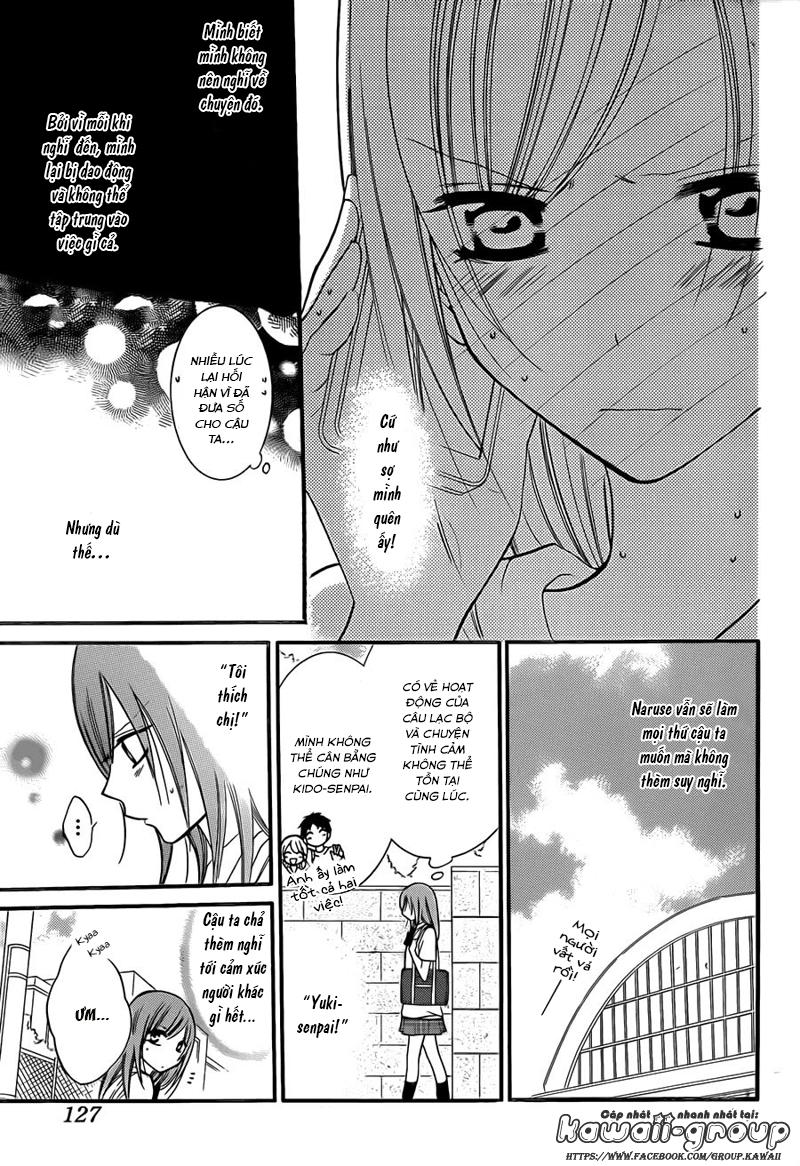 Mình biết
mình không
nên nghĩ về
chuyện đó.
Bởi vì mỗi khi
nghĩ đến, mình
lại bị dao động
và không thể
tập trung vào
việc gì cả.
Cứ
như
sợ
mình
quên
ấy!
NHIỀU LÚC
LẠI HỐI
HẬN VÌ ĐÃ
ĐƯA SỐ
CHO CẬU
TA...
Nhưng dù
thế...
Naruse vẫn sẽ làm
mọi thứ cậu ta
muốn mà không
thèm suy nghĩ.
Mọi
người
vất vả
rồi!
CÓ VẺ HOẠT
ĐỘNG CỦA
CÂU LẠC BỘ
VÀ CHUYỆN
TÌNH CẢM
KHÔNG THỂ
TỒN TẠI
CÙNG LÚC.
MÌNH KHÔNG
THỂ CÂN BẰNG
CHÚNG NHƯ
KIDO-SENPAI.
Anh ấy làm
tốt cả hai
việc!
"Yuki-
senpai!"
"Tôi
thích
chị!"
...
Cậu ta chả
thèm nghĩ
tới cảm xúc
người khác
gì hết...
Kyaa
Kyaa
ƯM...
127
Cập nhật nhanh nhất tại:
kawaii-group
HTTPS://WWW.FACEBOOK.COM/GROUP.KAWAII